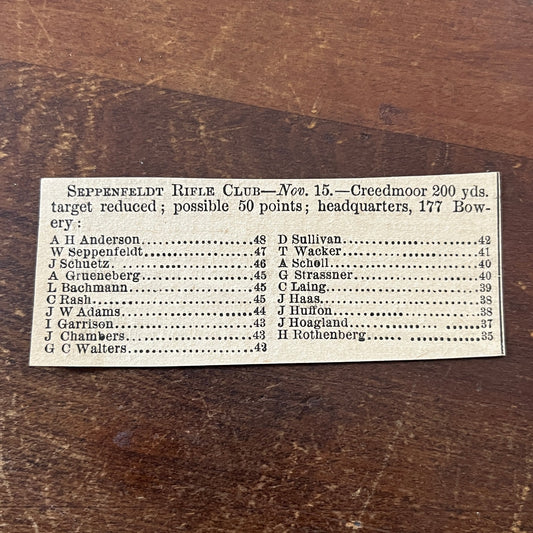 SEPPENFELDT RIFLE CLUB—Nov. 15.—Creedmoor 200 yds.
target reduced; possible 50 points; headquarters, 177 Bow-
ery:
A H Anderson....................48
W Seppenfeldt....................47
J Schuetz....................46
A Grueneberg....................45
L Bachmann....................45
C Rash....................45
J W Adams....................44
I Garrison....................43
J Chambers....................43
G C Walters....................43
D Sullivan....................42
T Wacker....................41
A Scholl....................40
G Strassner....................40
C Laing....................39
J Haas....................38
J Huffon....................38
J Hoagland....................37
H Rothenberg....................35